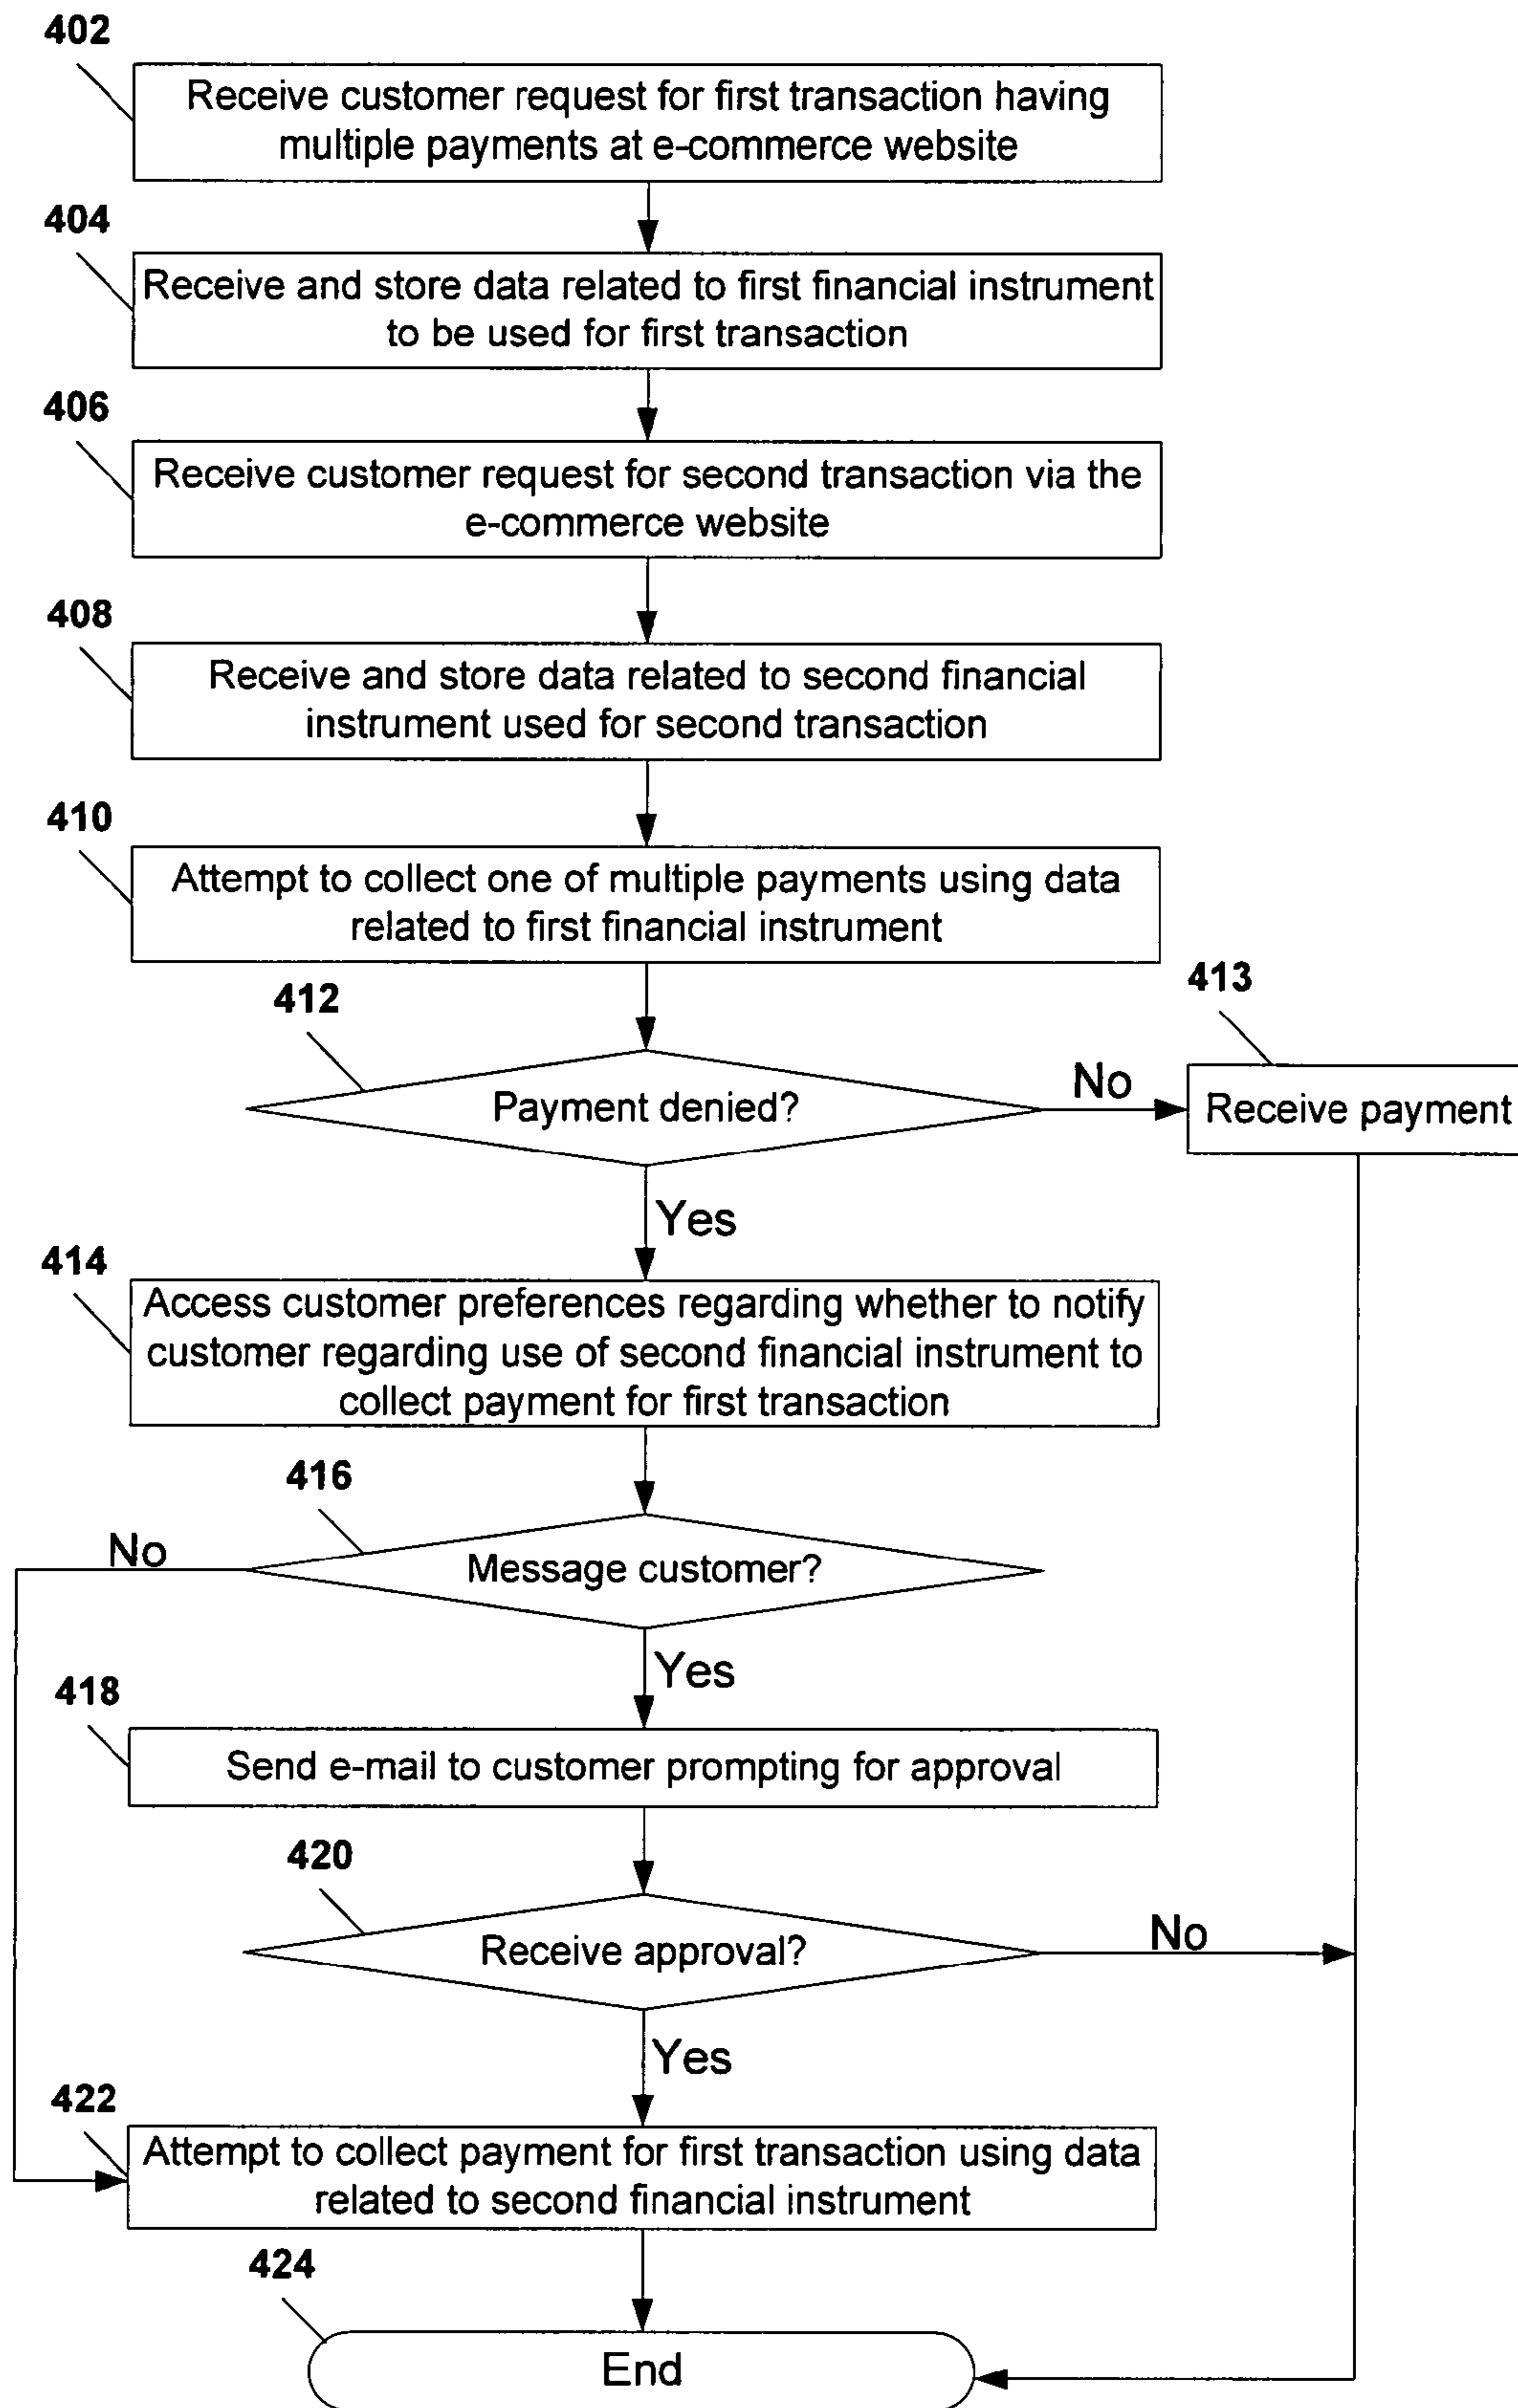 402
Receive customer request for first transaction having
multiple payments at e-commerce website
404
Receive and store data related to first financial instrument
to be used for first transaction
406
Receive customer request for second transaction via the
e-commerce website
408
Receive and store data related to second financial
instrument used for second transaction
410
Attempt to collect one of multiple payments using data
related to first financial instrument
412
Payment denied?
No
413
Receive payment
Yes
414
Access customer preferences regarding whether to notify
customer regarding use of second financial instrument to
collect payment for first transaction
416
Message customer?
No
Yes
418
Send e-mail to customer prompting for approval
420
Receive approval?
No
Yes
422
Attempt to collect payment for first transaction using data
related to second financial instrument
424
End